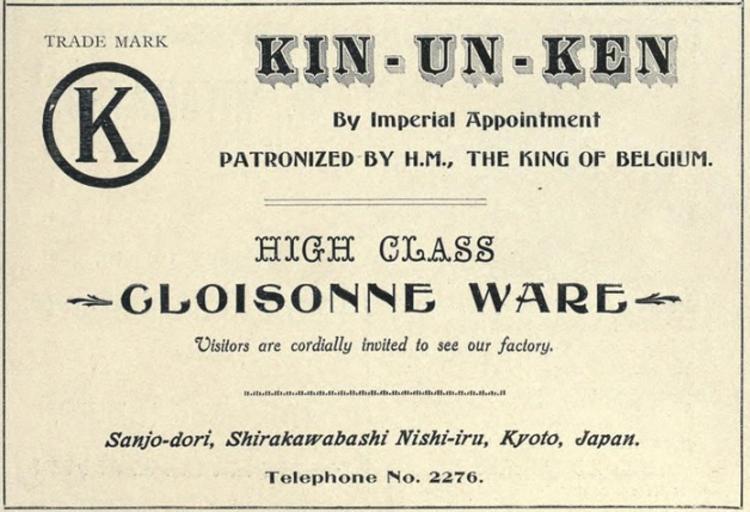 TRADE MARK
K
KIN-UN-KEN
By Imperial Appointment
PATRONIZED BY H.M., THE KING OF BELGIUM.
HIGH CLASS
CLOISONNE WARE
Visitors are cordially invited to see our factory.
Sanjo-dori, Shirakawabashi Nishi-iru, Kyoto, Japan.
Telephone No. 2276.